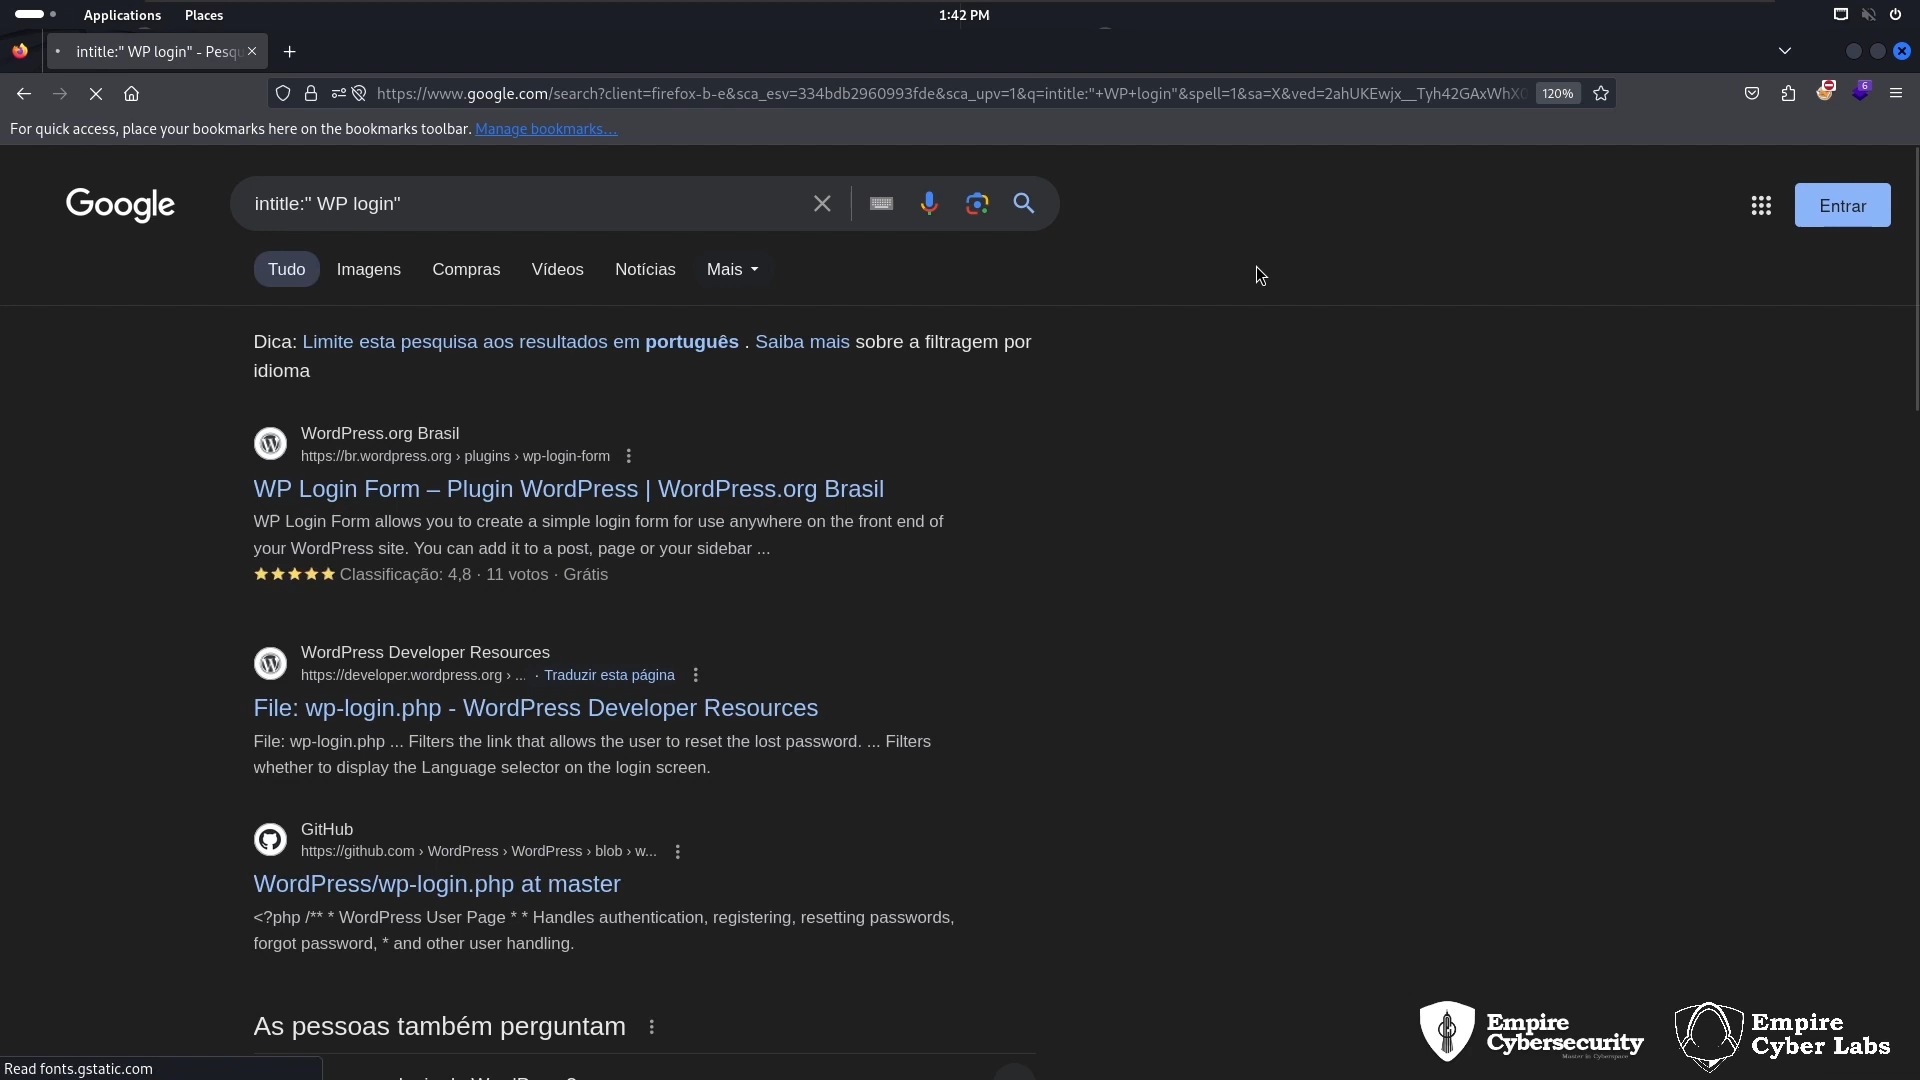 Applications Places 1:42 PM
intitle:" WP login" - Pesqu
https://www.google.com/search?client=firefox-b-e&sca_esv=334bdb2960993fde&sca_upv=1&q=intitle:"+WP+login"&spell=1&sa=X&ved=2ahUKEwjx__Tyh42GAxWhX 120%
For quick access, place your bookmarks here on the bookmarks toolbar. Manage bookmarks…
Google
intitle:" WP login"
Entrar
Tudo Imagens Compras Vídeos Notícias Mais
Dica: Limite esta pesquisa aos resultados em português . Saiba mais sobre a filtragem por
idioma
WordPress.org Brasil
https://br.wordpress.org › plugins › wp-login-form
WP Login Form – Plugin WordPress | WordPress.org Brasil
WP Login Form allows you to create a simple login form for use anywhere on the front end of
your WordPress site. You can add it to a post, page or your sidebar ...
Classificação: 4,8 · 11 votos · Grátis
WordPress Developer Resources
https://developer.wordpress.org › ... · Traduzir esta página
File: wp-login.php - WordPress Developer Resources
File: wp-login.php ... Filters the link that allows the user to reset the lost password. ... Filters
whether to display the Language selector on the login screen.
GitHub
https://github.com › WordPress › WordPress › blob › w...
WordPress/wp-login.php at master
<?php /** * WordPress User Page * * Handles authentication, registering, resetting passwords,
forgot password, * and other user handling.
As pessoas também perguntam
Empire
Cybersecurity
Master in Cyberspace
Empire
Cyber Labs
Read fonts.gstatic.com
6